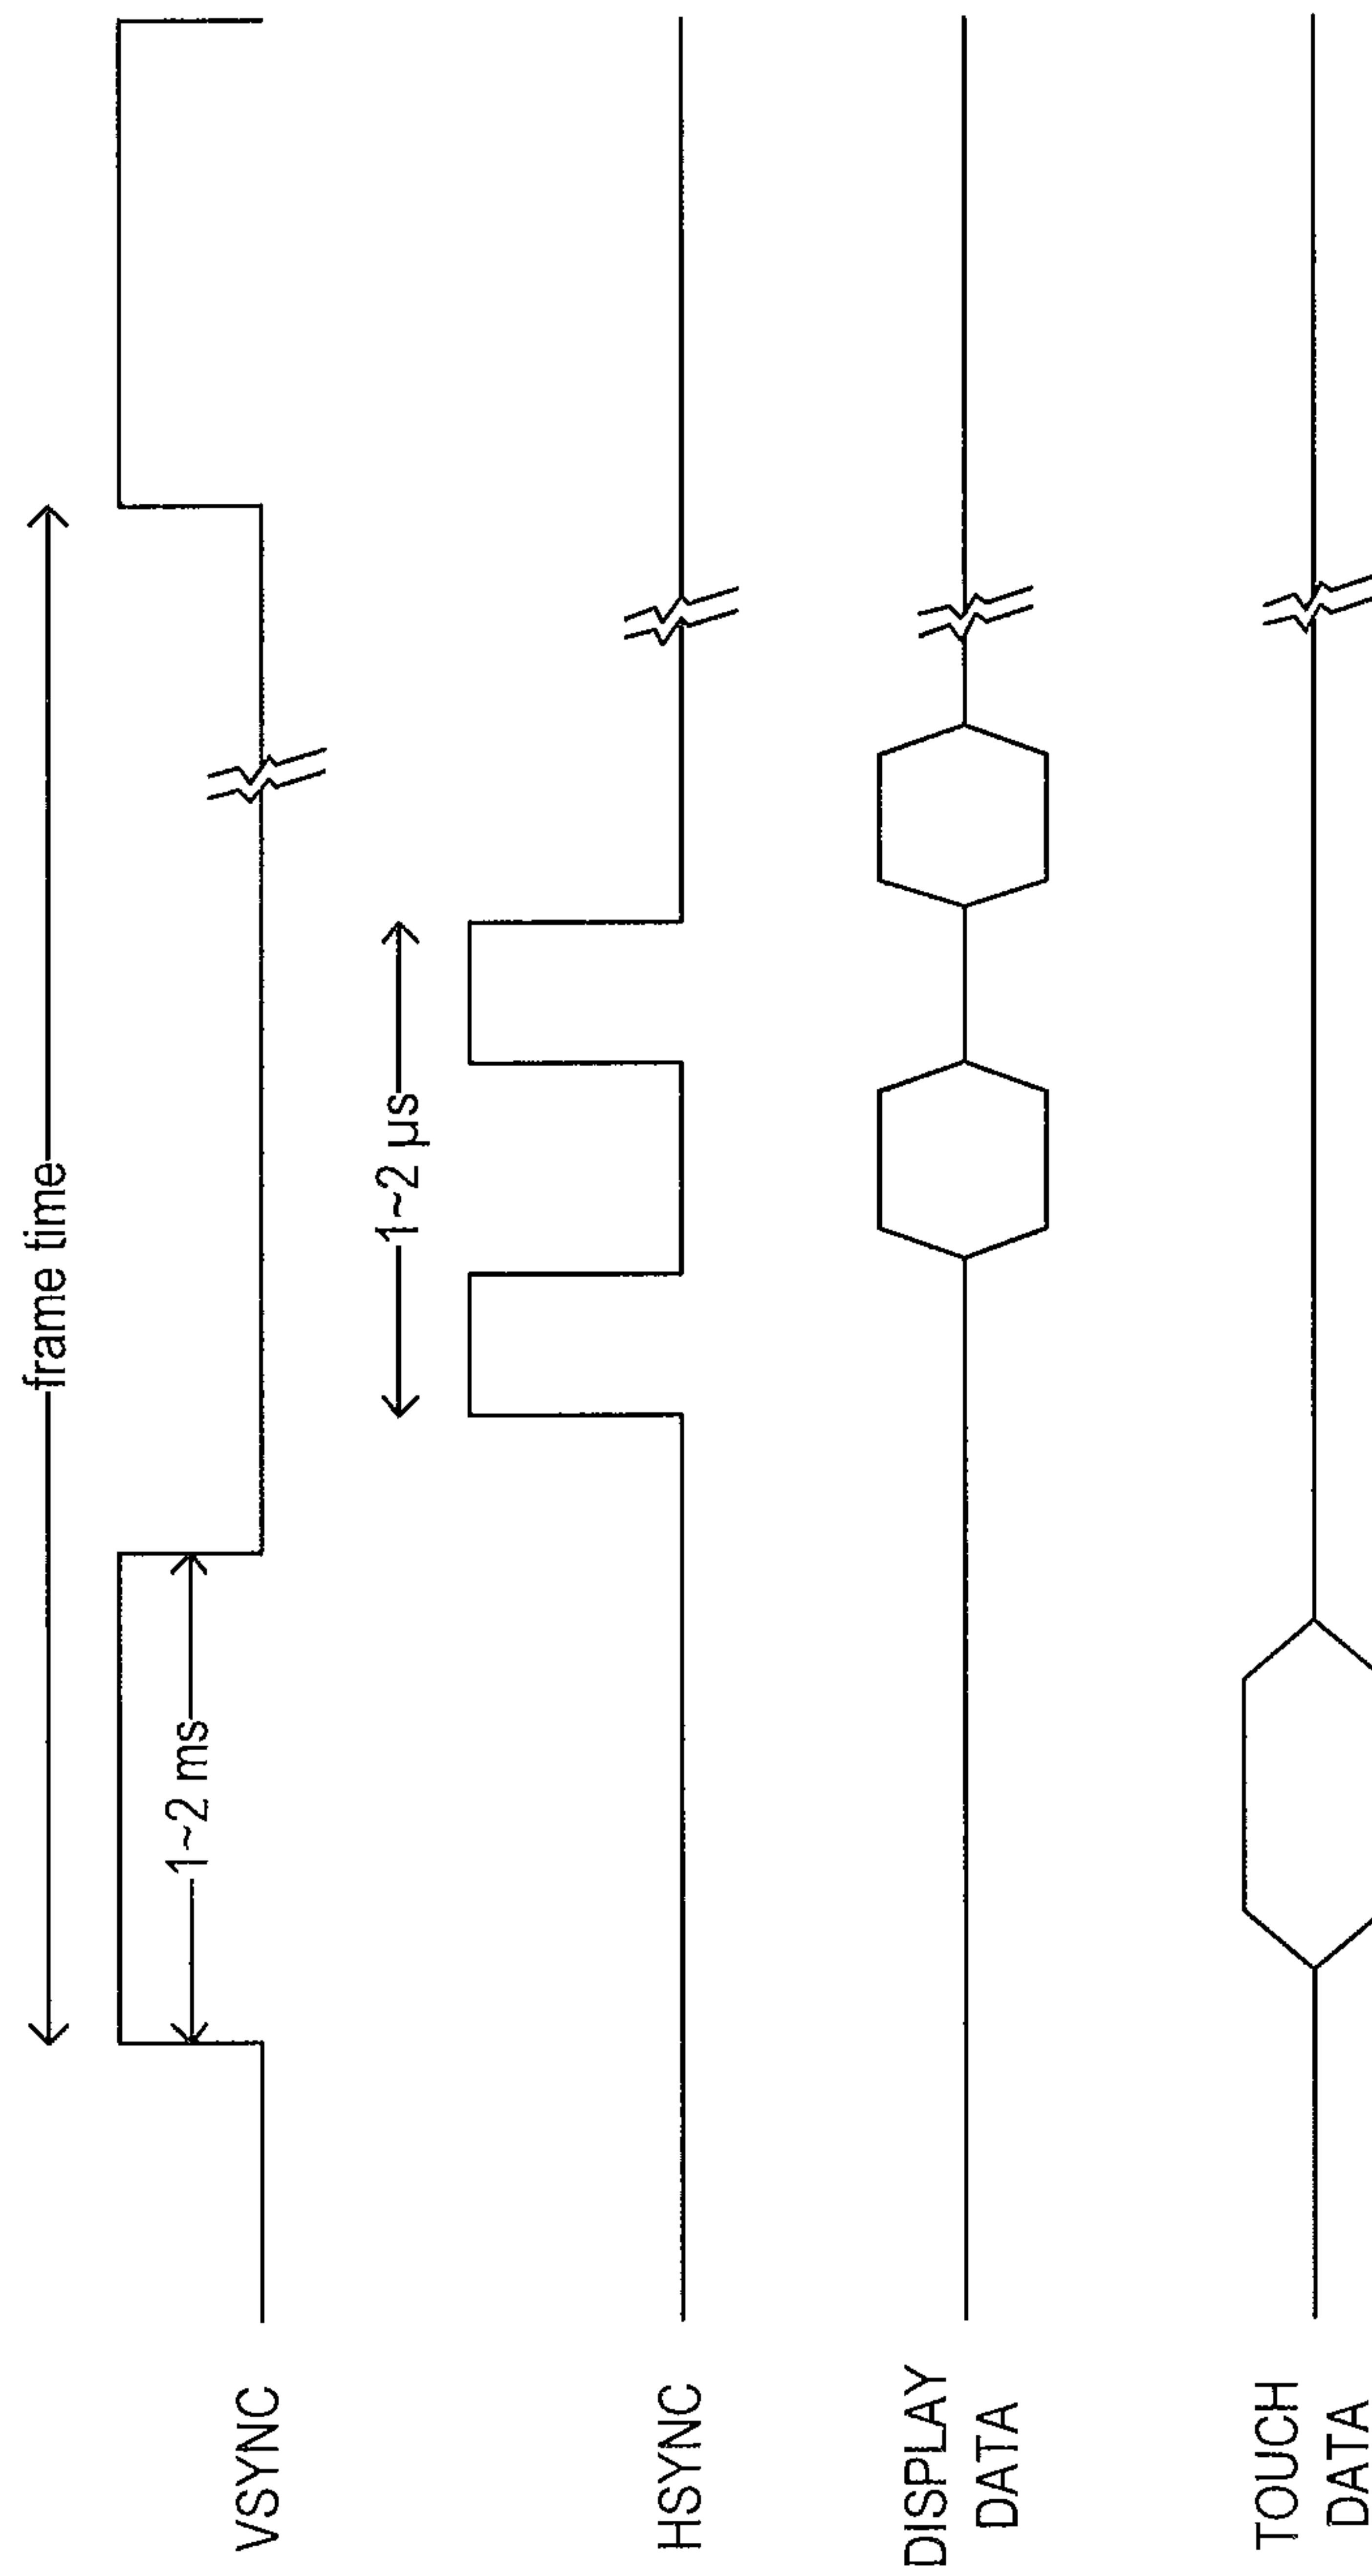 frame time
1~2 ms
VSYNC
1~2 µs
HSYNC
DISPLAY
DATA
TOUCH
DATA